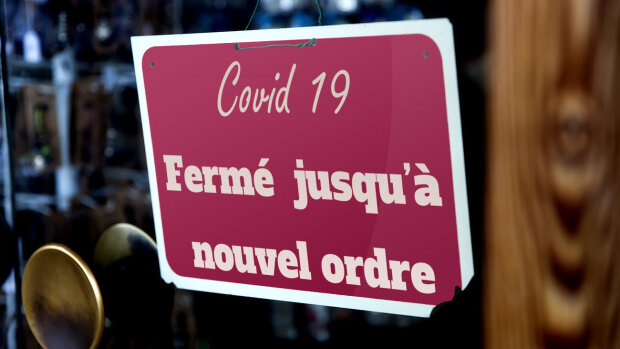 Covid 19
Fermé jusqu'à
nouvel ordre